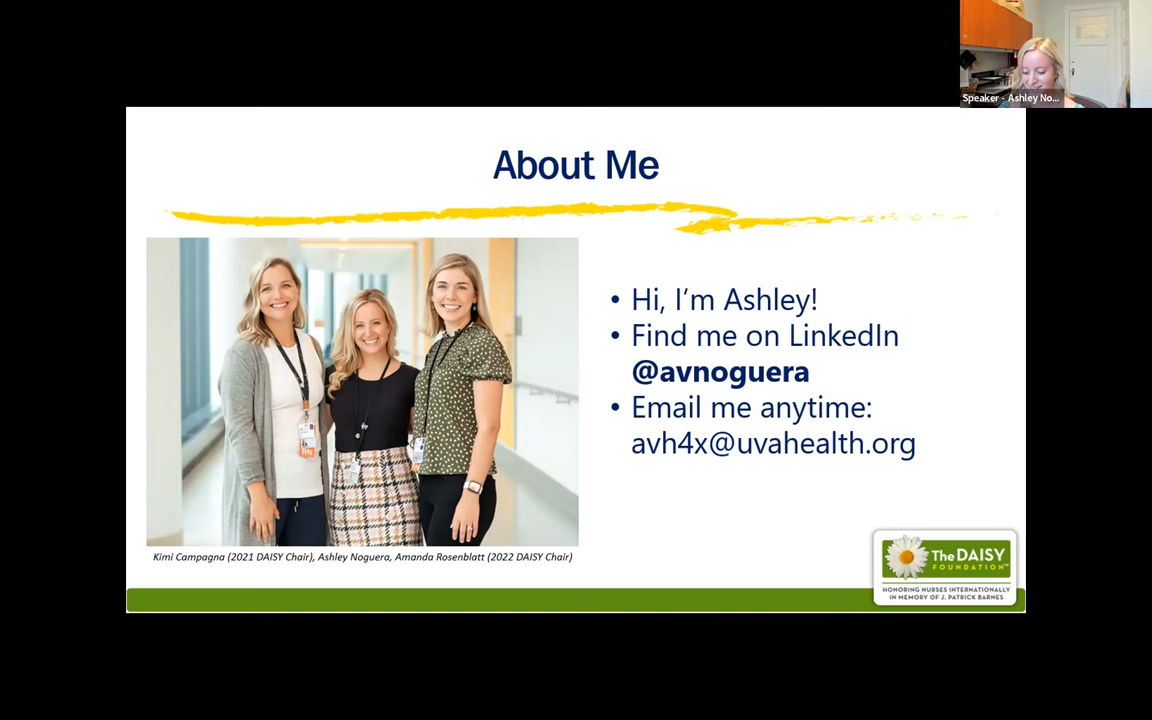 Speaker - Ashley No...
About Me
• Hi, I'm Ashley!
• Find me on LinkedIn
@avnoguera
• Email me anytime:
avh4x@uvahealth.org
RN
Kimi Campagna (2021 DAISY Chair), Ashley Noguera, Amanda Rosenblatt (2022 DAISY Chair)
The DAISY
FOUNDATION™
HONORING NURSES INTERNATIONALLY
IN MEMORY OF J. PATRICK BARNES